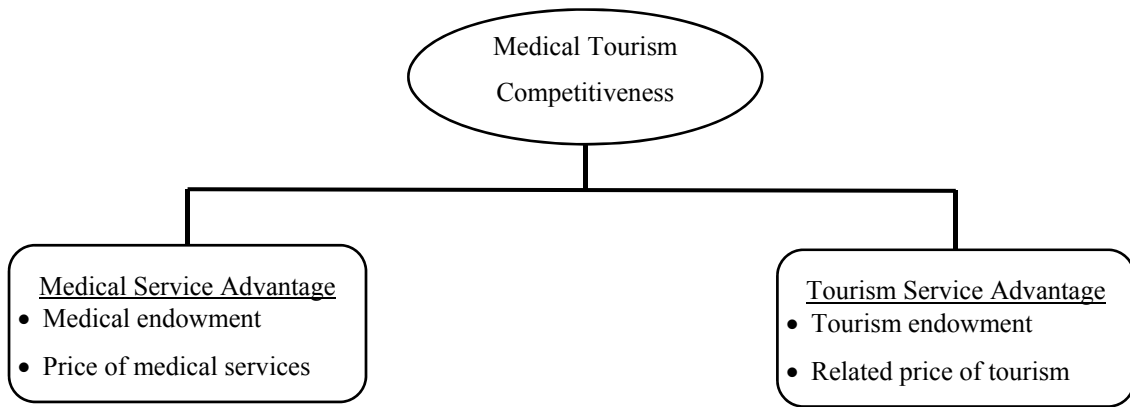 Medical Tourism
Competitiveness
Medical Service Advantage
• Medical endowment
• Price of medical services
Tourism Service Advantage
• Tourism endowment
• Related price of tourism